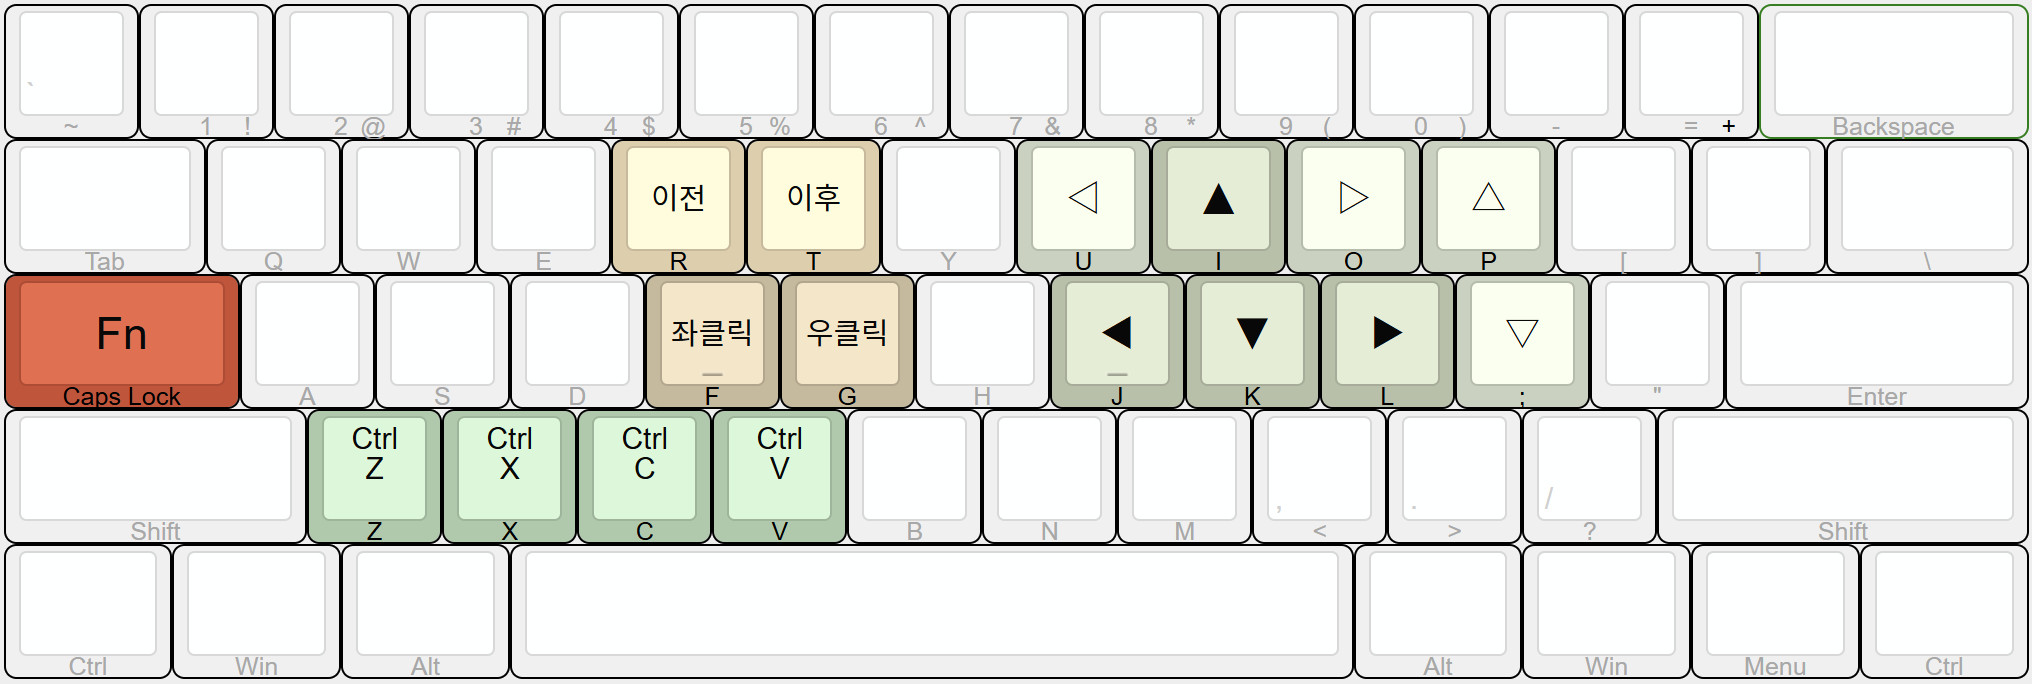 `
~
1 !
2 @
3 #
4 $
5 %
6 ^
7 &
8 *
9 (
0 )
-
= +
Backspace
Tab
Q
W
E
이전
R
이후
T
Y
◁
U
▲
I
▷
O
△
P
[
]
\
Fn
Caps Lock
A
S
D
좌클릭
_
F
우클릭
G
H
◀
_
J
▼
K
▶
L
▽
;
"
Enter
Shift
Ctrl
Z
Z
Ctrl
X
X
Ctrl
C
C
Ctrl
V
V
B
N
M
,
<
.
>
/
?
Shift
Ctrl
Win
Alt
Alt
Win
Menu
Ctrl